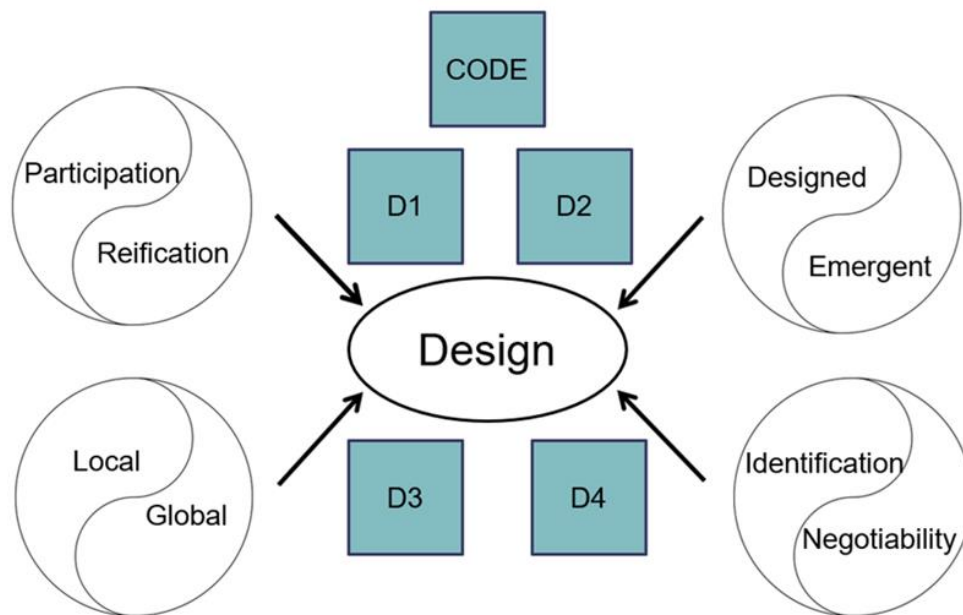 CODE
Participation
Reification
D1
D2
Designed
Emergent
Design
Local
Global
D3
D4
Identification
Negotiability